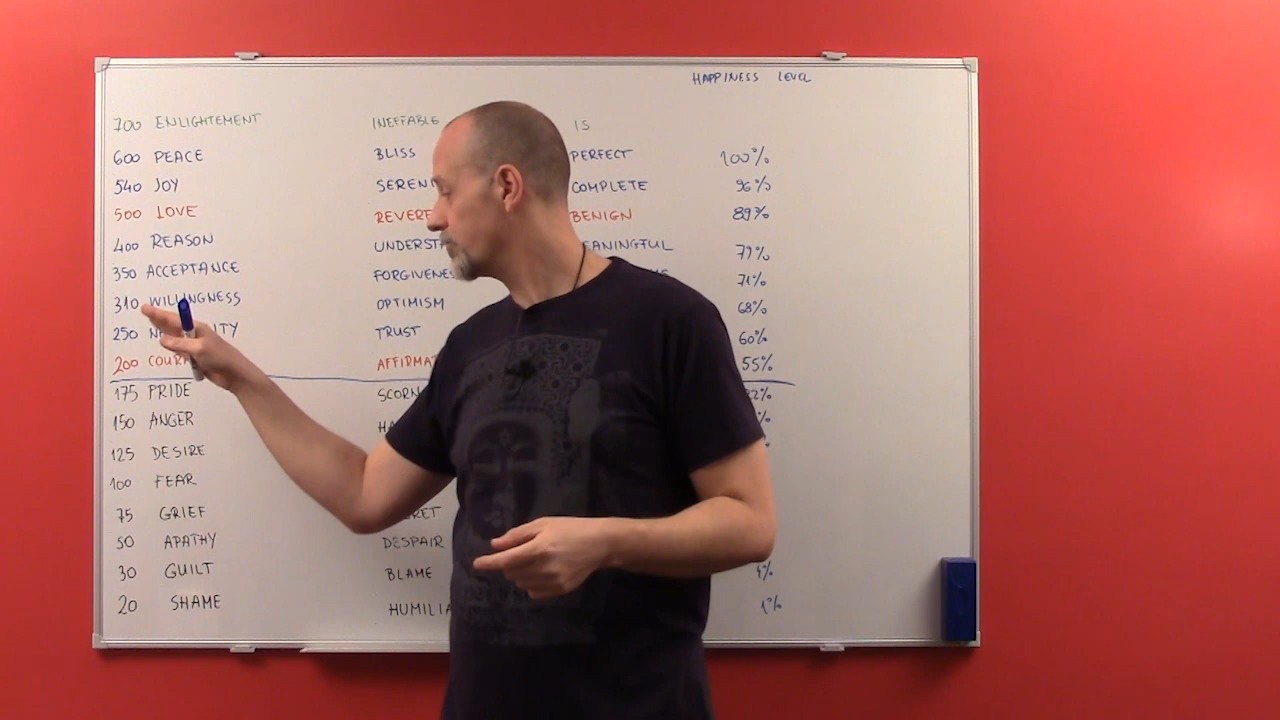 HAPPINESS LEVEL
700 ENLIGHTEMENT INEFFABLE IS
600 PEACE BLISS PERFECT 100%
540 JOY COMPLETE 96%
500 LOVE BENIGN 89%
400 REASON 79%
350 ACCEPTANCE 71%
310 WILLINGNESS OPTIMISM 68%
250 TRUST 60%
200 55%
175 PRIDE
150 ANGER
125 DESIRE
100 FEAR
75 GRIEF
50 APATHY DESPAIR
30 GUILT BLAME 4%
20 SHAME 1%